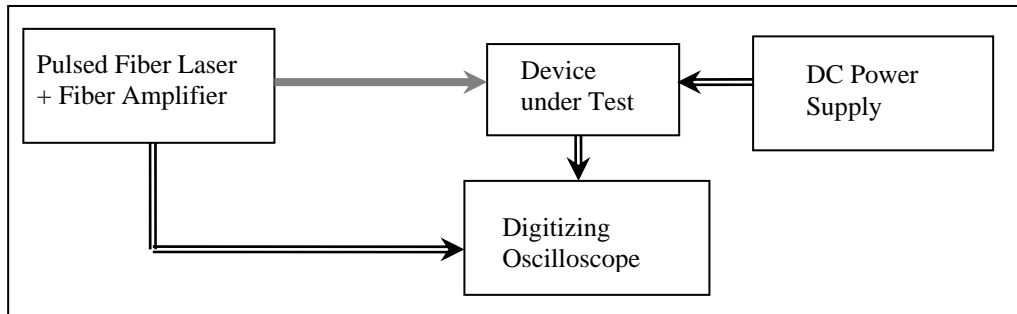 Pulsed Fiber Laser
+ Fiber Amplifier
Device
under Test
DC Power
Supply
Digitizing
Oscilloscope